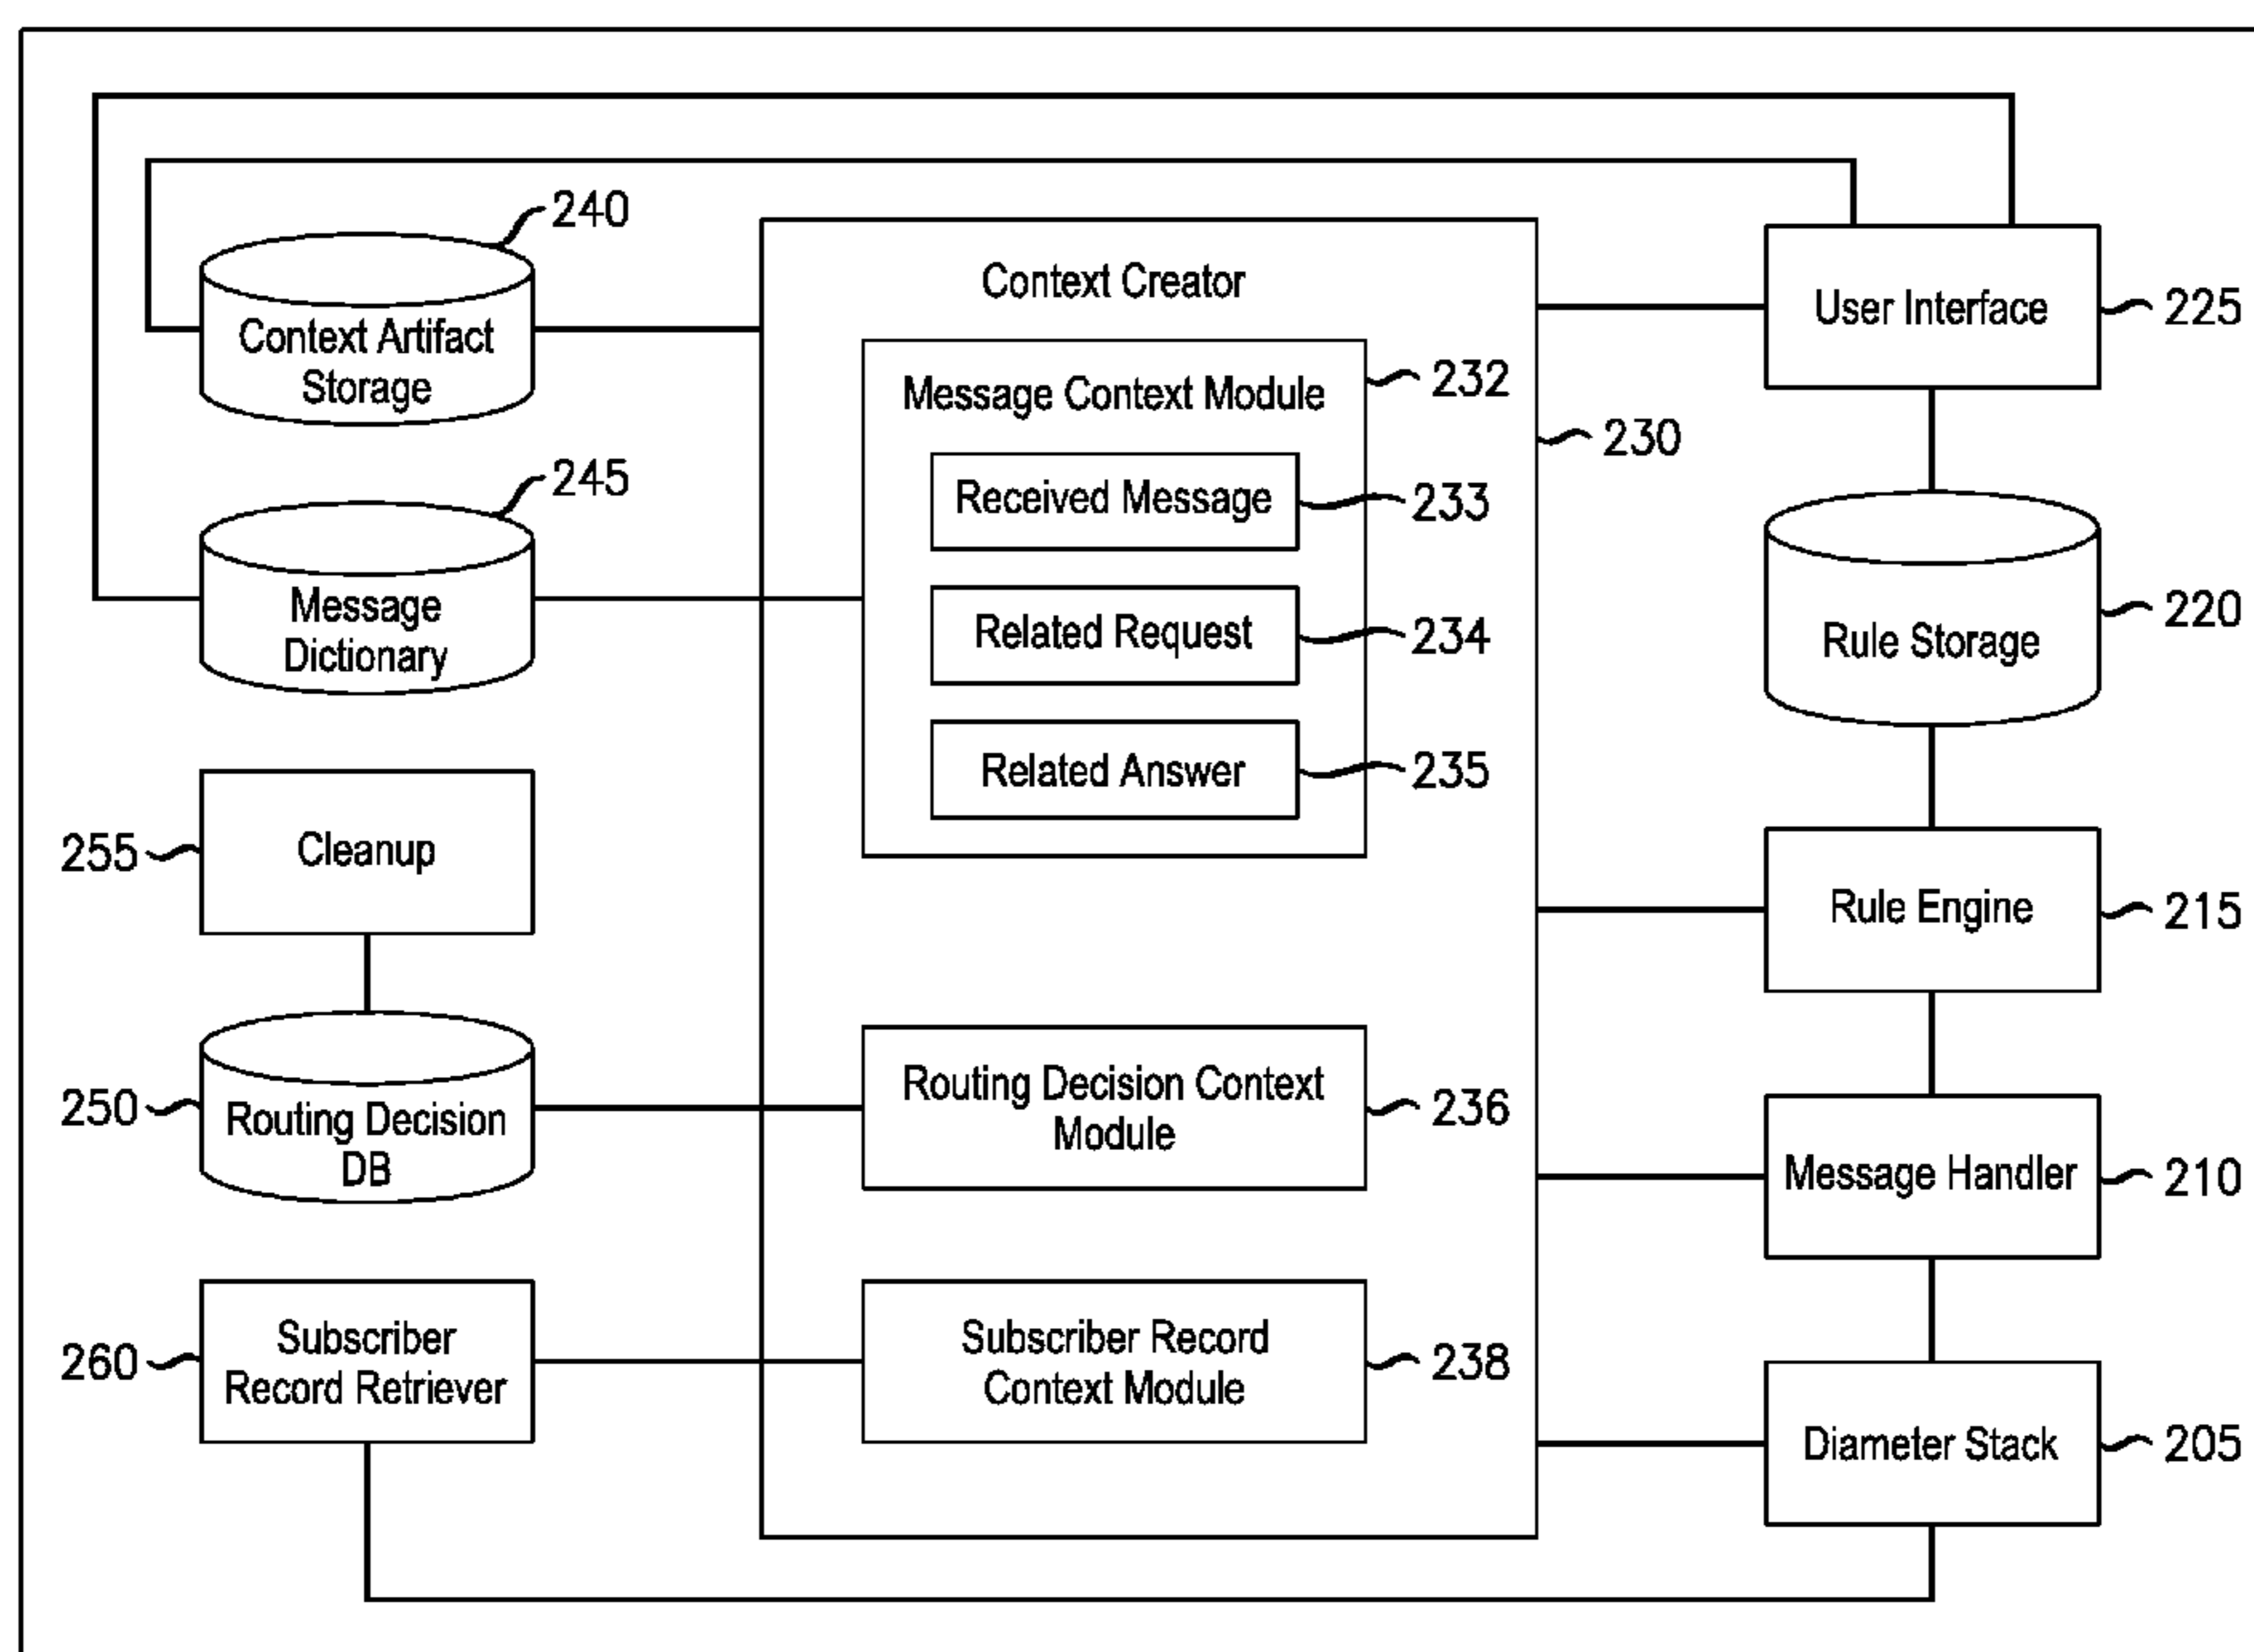 240
Context Artifact
Storage
245
Message
Dictionary
255
Cleanup
250
Routing Decision
DB
260
Subscriber
Record Retriever
Context Creator
230
Message Context Module
232
Received Message
233
Related Request
234
Related Answer
235
Routing Decision Context
Module
236
Subscriber Record
Context Module
238
User Interface
225
Rule Storage
220
Rule Engine
215
Message Handler
210
Diameter Stack
205